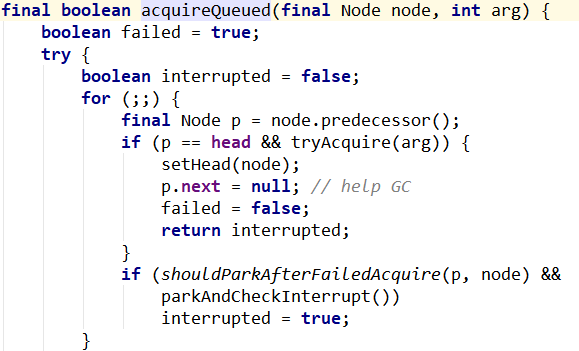 final boolean acquireQueued(final Node node, int arg) {
    boolean failed = true;
    try {
        boolean interrupted = false;
        for (;;) {
            final Node p = node.predecessor();
            if (p == head && tryAcquire(arg)) {
                setHead(node);
                p.next = null; // help GC
                failed = false;
                return interrupted;
            }
            if (shouldParkAfterFailedAcquire(p, node) &&
                parkAndCheckInterrupt())
                interrupted = true;
        }